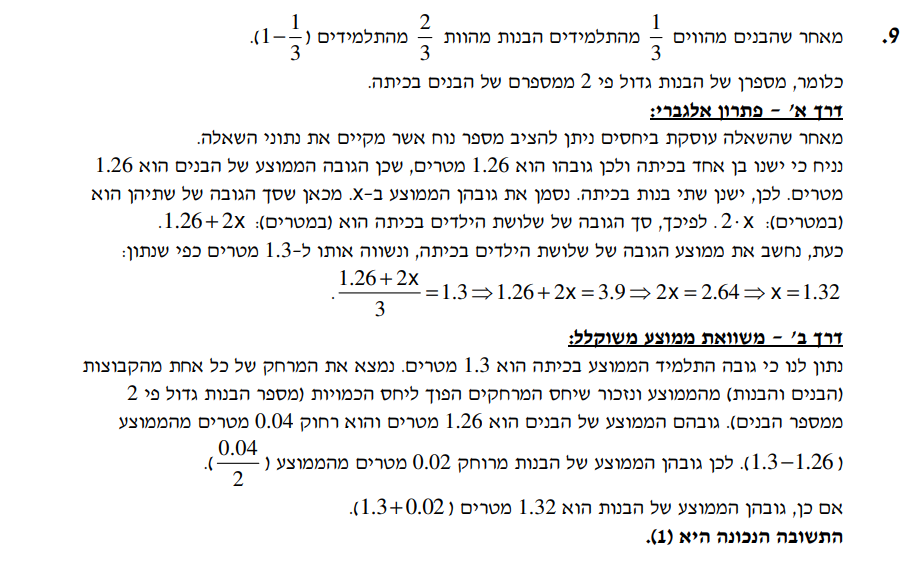 9. מאחר שהבנים מהווים 1/3 מהתלמידים הבנות מהוות 2/3 מהתלמידים (1−1/3).
כלומר, מספרן של הבנות גדול פי 2 ממספרם של הבנים בכיתה.
דרך א' – פתרון אלגברי:
מאחר שהשאלה עוסקת ביחסים ניתן להציב מספר נוח אשר מקיים את נתוני השאלה.
נניח כי ישנו בן אחד בכיתה ולכן גובהו הוא 1.26 מטרים, שכן הגובה הממוצע של הבנים הוא 1.26
מטרים. לכן, ישנן שתי בנות בכיתה. נסמן את גובהן הממוצע ב-x. מכאן שסך הגובה של שתיהן הוא
(במטרים): 2·x. לפיכך, סך הגובה של שלושת הילדים בכיתה הוא (במטרים): 1.26+2x.
כעת, נחשב את ממוצע הגובה של שלושת הילדים בכיתה, ונשווה אותו ל-1.3 מטרים כפי שנתון:
(1.26+2x)/3 = 1.3 ⇒ 1.26+2x = 3.9 ⇒ 2x = 2.64 ⇒ x = 1.32.
דרך ב' – משוואת ממוצע משוקלל:
נתון לנו כי גובה התלמיד הממוצע בכיתה הוא 1.3 מטרים. נמצא את המרחק של כל אחת מהקבוצות
(הבנים והבנות) מהממוצע ונזכור שיחס המרחקים הפוך ליחס הכמויות (מספר הבנות גדול פי 2
ממספר הבנים). גובהם הממוצע של הבנים הוא 1.26 מטרים והוא רחוק 0.04 מטרים מהממוצע
(1.3−1.26). לכן גובהן הממוצע של הבנות מרוחק 0.02 מטרים מהממוצע (0.04/2).
אם כן, גובהן הממוצע של הבנות הוא 1.32 מטרים (1.3+0.02).
התשובה הנכונה היא (1).